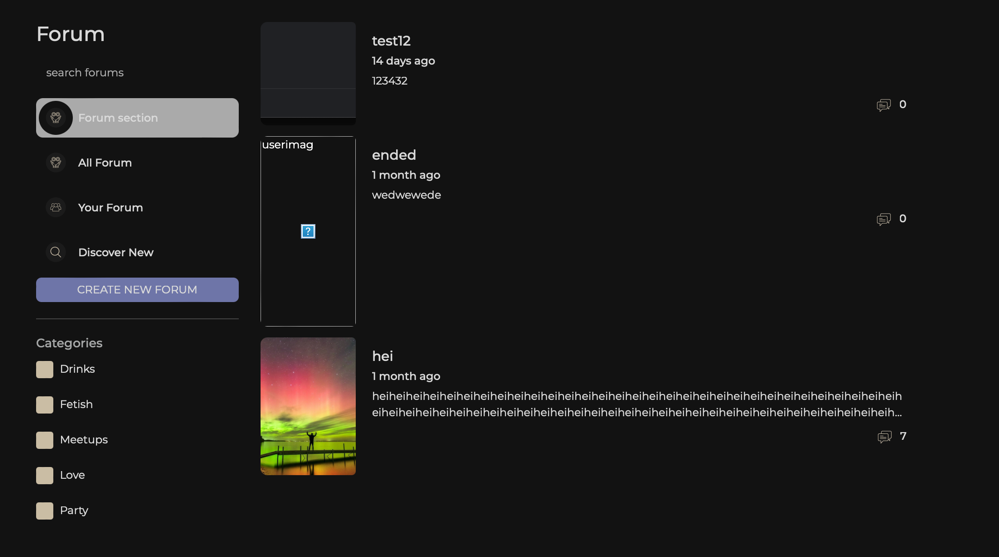 Forum
search forums
Forum section
All Forum
Your Forum
Discover New
CREATE NEW FORUM
Categories
Drinks
Fetish
Meetups
Love
Party
test12
14 days ago
123432
0
userimag
ended
1 month ago
wedwewede
0
hei
1 month ago
heiheiheiheiheiheiheiheiheiheiheiheiheiheiheiheiheiheiheiheiheiheiheiheiheiheiheiheiheiheiheih
eiheiheiheiheiheiheiheiheiheiheiheiheiheiheiheiheiheiheiheiheiheiheiheiheiheiheiheiheiheiheih...
7